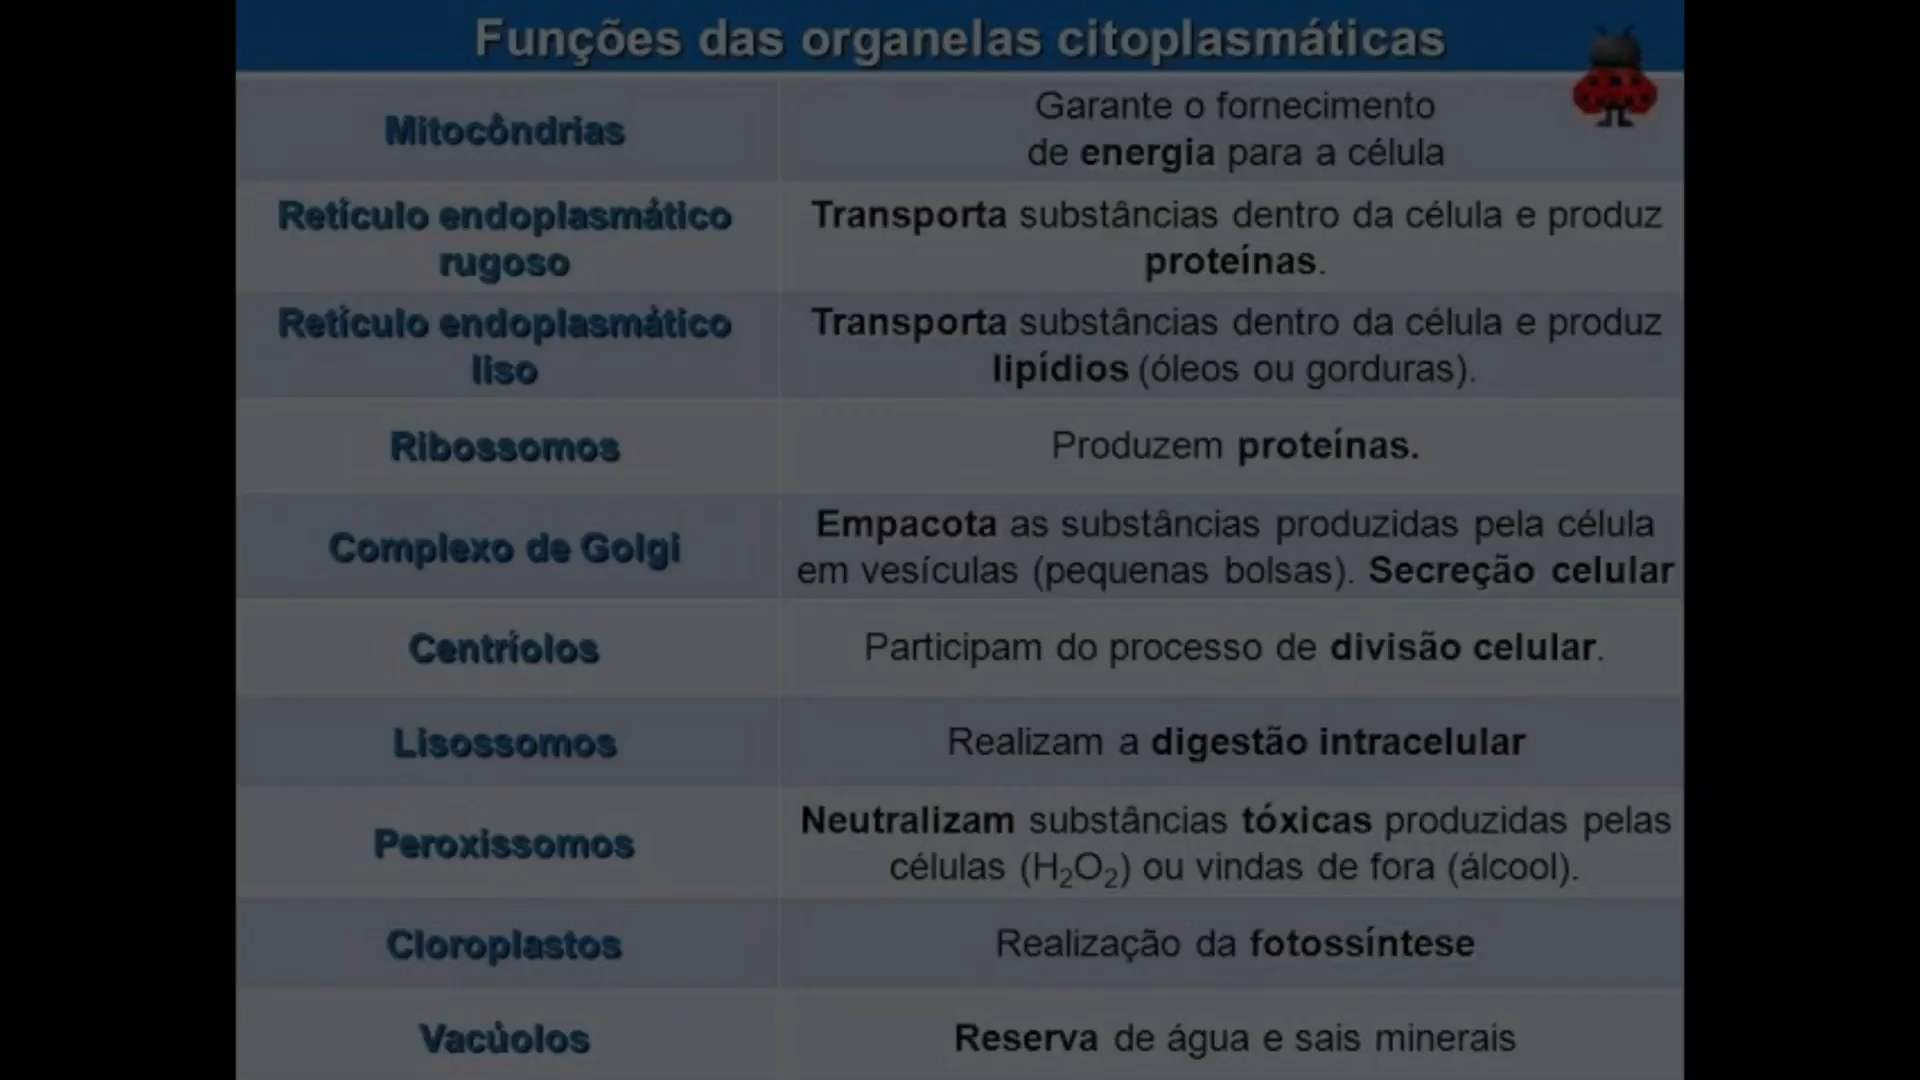 Funções das organelas citoplasmáticas
Mitocôndrias
Garante o fornecimento
de energia para a célula
Retículo endoplasmático
rugoso
Transporta substâncias dentro da célula e produz
proteínas.
Retículo endoplasmático
liso
Transporta substâncias dentro da célula e produz
lipídios (óleos ou gorduras).
Ribossomos
Produzem proteínas.
Complexo de Golgi
Empacota as substâncias produzidas pela célula
em vesículas (pequenas bolsas). Secreção celular
Centríolos
Participam do processo de divisão celular.
Lisossomos
Realizam a digestão intracelular
Peroxissomos
Neutralizam substâncias tóxicas produzidas pelas
células (H₂O₂) ou vindas de fora (álcool).
Cloroplastos
Realização da fotossíntese
Vacúolos
Reserva de água e sais minerais